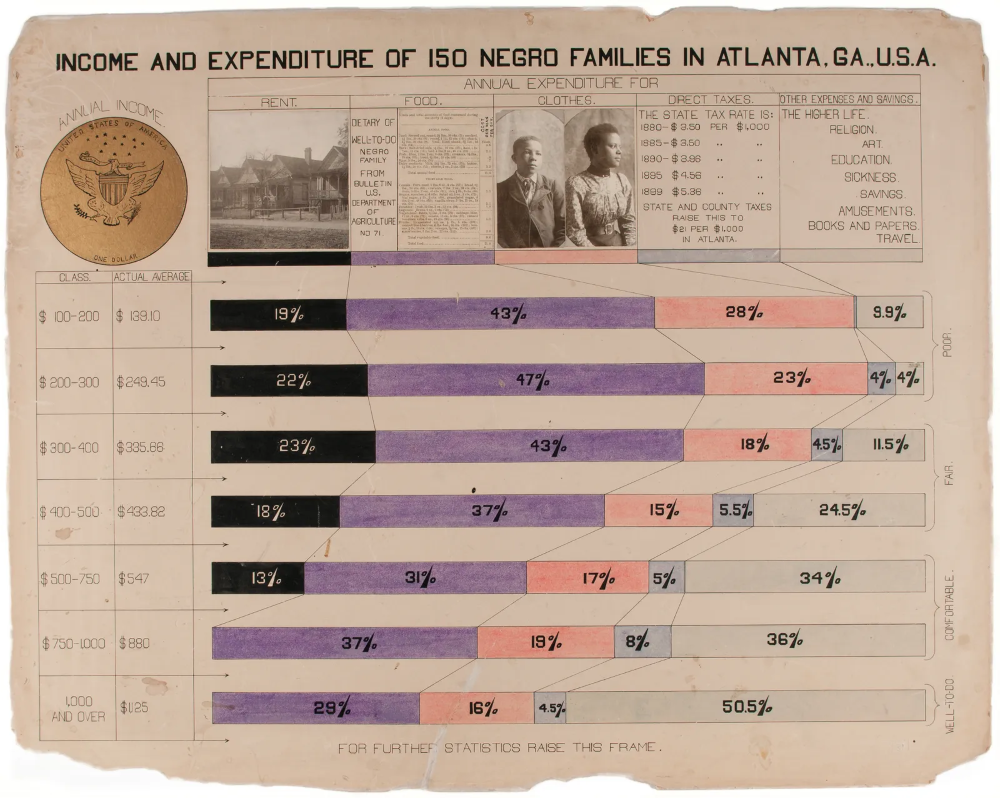 INCOME AND EXPENDITURE OF 150 NEGRO FAMILIES IN ATLANTA, GA., U.S.A.
ANNUAL INCOME
UNITED STATES OF AMERICA
ONE DOLLAR
ANNUAL EXPENDITURE FOR
RENT. FOOD. CLOTHES. DIRECT TAXES. OTHER EXPENSES AND SAVINGS.
DIETARY OF
WELL-TO-DO
NEGRO
FAMILY
FROM
BULLETIN
U.S.
DEPARTMENT
OF
AGRICULTURE
NO 71.
THE STATE TAX RATE IS:
1880- $ 3.50 PER $1,000
1885- $ 3.50 " "
1890- $ 3.96 " "
1895 $ 4.56 " "
1899 $ 5.36 " "
STATE AND COUNTY TAXES
RAISE THIS TO
$21 PER $1,000
IN ATLANTA.
THE HIGHER LIFE.
RELIGION.
ART.
EDUCATION.
SICKNESS.
SAVINGS.
AMUSEMENTS.
BOOKS AND PAPERS.
TRAVEL.
CLASS. ACTUAL AVERAGE
$ 100-200 $ 139.10 19% 43% 28% 9.9%
POOR.
$ 200-300 $249.45 22% 47% 23% 4% 4%
$ 300-400 $335.66 23% 43% 18% 4.5% 11.5%
FAIR.
$ 400-500 $433.82 18% 37% 15% 5.5% 24.5%
$ 500-750 $547 13% 31% 17% 5% 34%
COMFORTABLE.
$ 750-1000 $880 37% 19% 8% 36%
1,000
AND OVER $1125 29% 16% 4.5% 50.5%
WELL-TO-DO.
FOR FURTHER STATISTICS RAISE THIS FRAME.